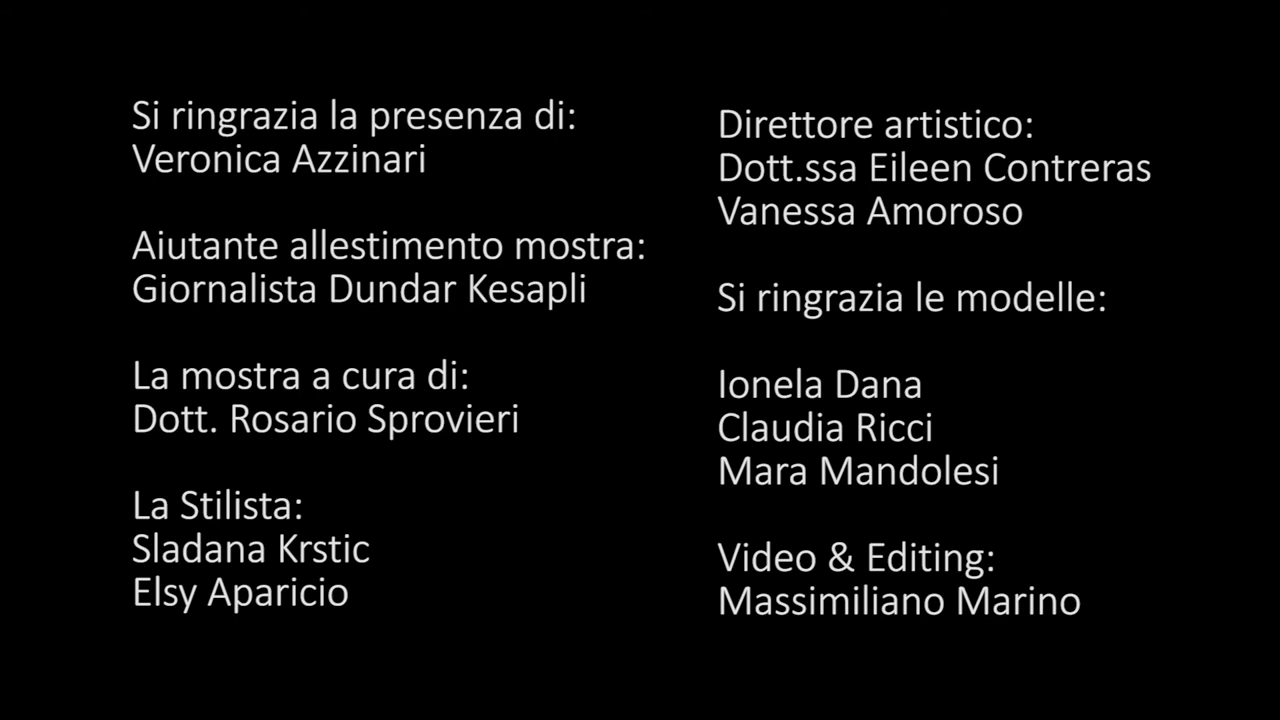 Si ringrazia la presenza di:
Veronica Azzinari
Aiutante allestimento mostra:
Giornalista Dundar Kesapli
La mostra a cura di:
Dott. Rosario Sprovieri
La Stilista:
Sladana Krstic
Elsy Aparicio
Direttore artistico:
Dott.ssa Eileen Contreras
Vanessa Amoroso
Si ringrazia le modelle:
Ionela Dana
Claudia Ricci
Mara Mandolesi
Video & Editing:
Massimiliano Marino